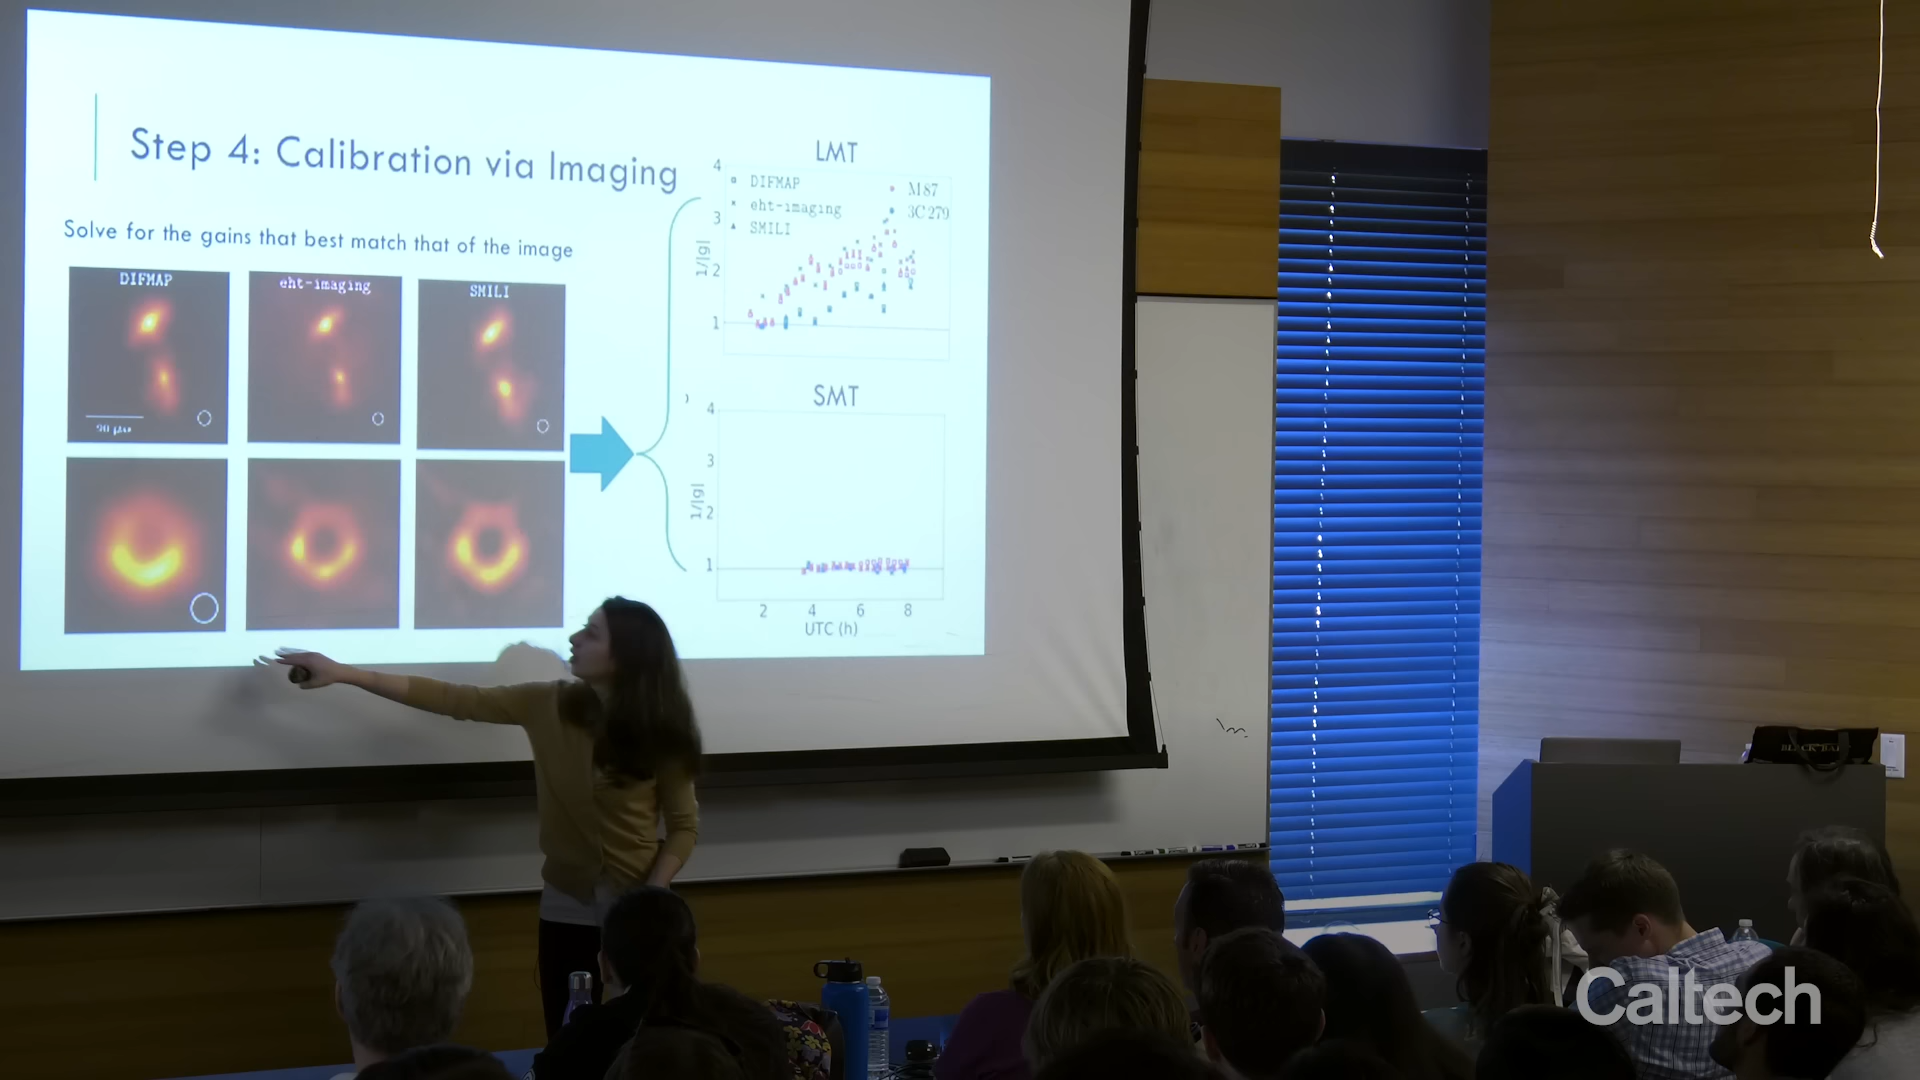 Step 4: Calibration via Imaging
Solve for the gains that best match that of the image
DIFMAP
eht-imaging
SMILI
LMT
4
3
2
1
1/|g|
DIFMAP
eht-imaging
SMILI
M87
3C 279
SMT
4
3
2
1
1/|g|
2 4 6 8
UTC (h)
Caltech